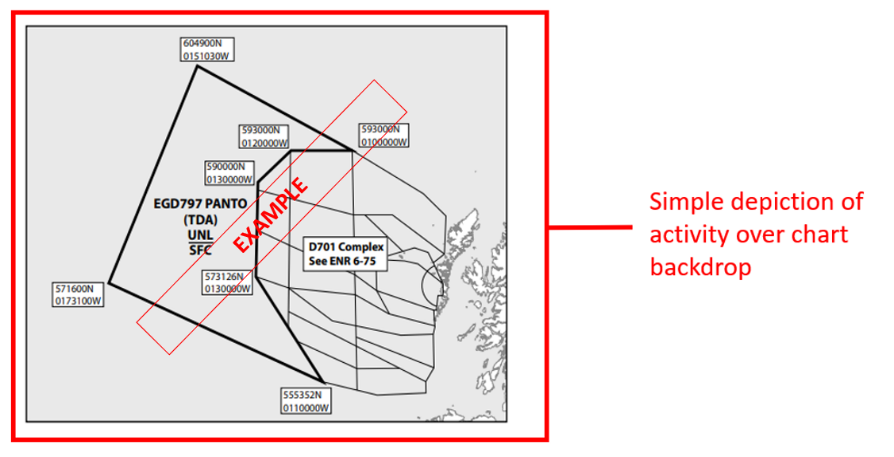 604900N
0151030W
593000N
0120000W
593000N
0100000W
590000N
0130000W
EGD797 PANTO
(TDA)
UNL
SFC
EXAMPLE
D701 Complex
See ENR 6-75
573126N
0130000W
571600N
0173100W
555352N
0110000W
Simple depiction of
activity over chart
backdrop